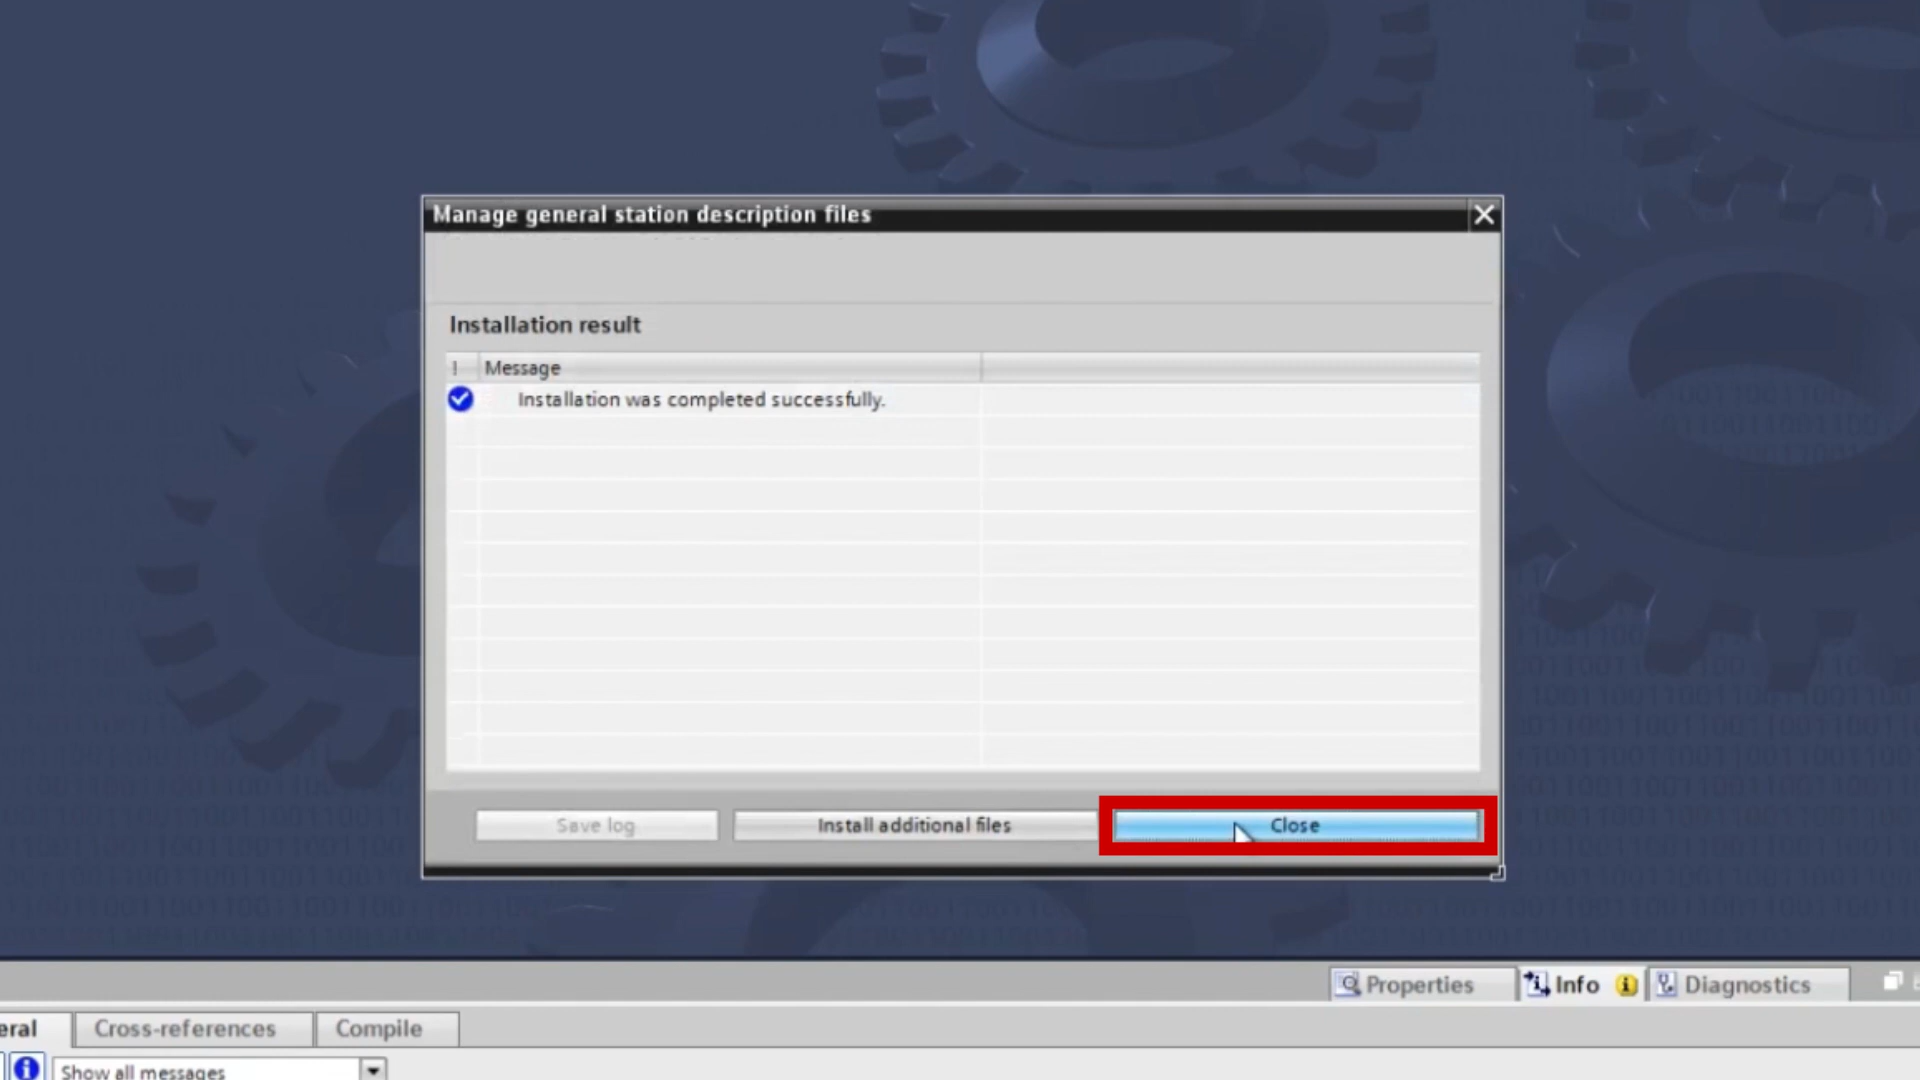 Manage general station description files
Installation result
! Message
Installation was completed successfully.
Save log
Install additional files
Close
Properties
Info
Diagnostics
eral
Cross-references
Compile
Show all messages